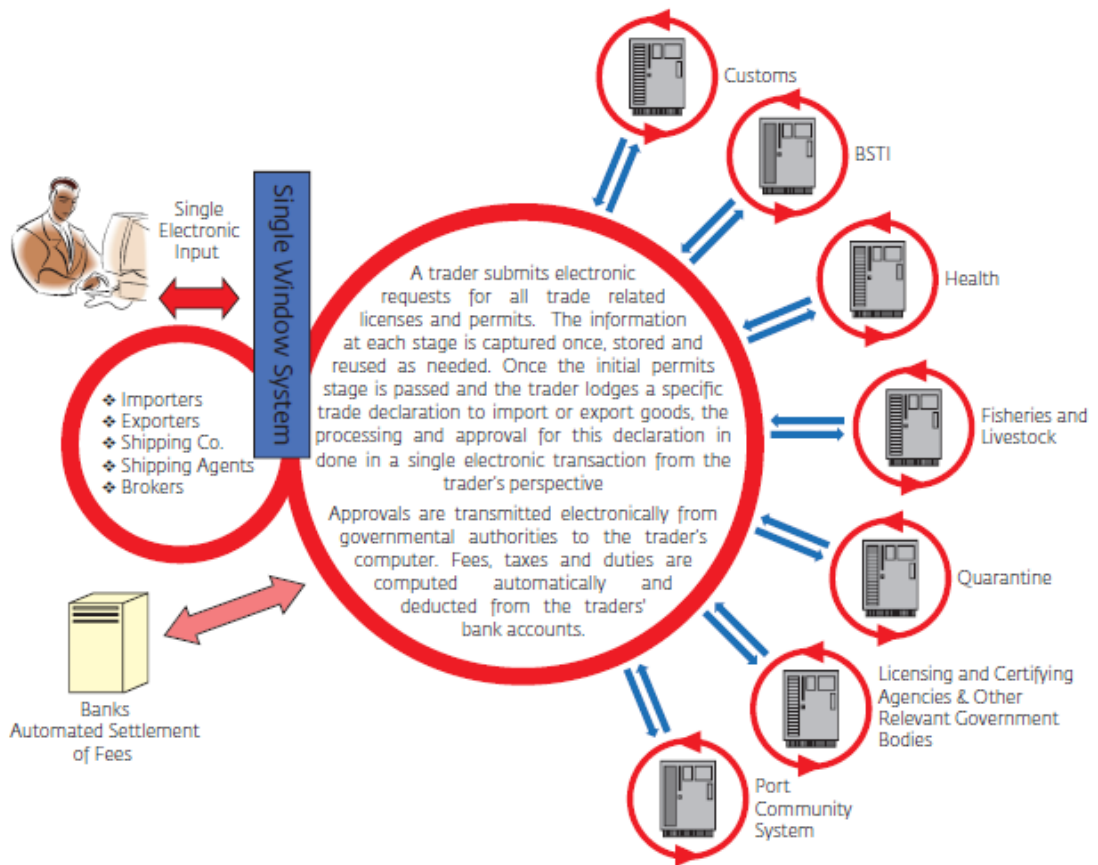 Single
Electronic
Input
Single Window System
❖ Importers
❖ Exporters
❖ Shipping Co.
❖ Shipping Agents
❖ Brokers
Banks
Automated Settlement
of Fees
A trader submits electronic
requests for all trade related
licenses and permits. The information
at each stage is captured once, stored and
reused as needed. Once the initial permits
stage is passed and the trader lodges a specific
trade declaration to import or export goods, the
processing and approval for this declaration in
done in a single electronic transaction from the
trader's perspective
Approvals are transmitted electronically from
governmental authorities to the trader's
computer. Fees, taxes and duties are
computed automatically and
deducted from the traders'
bank accounts.
Customs
BSTI
Health
Fisheries and
Livestock
Quarantine
Licensing and Certifying
Agencies & Other
Relevant Government
Bodies
Port
Community
System